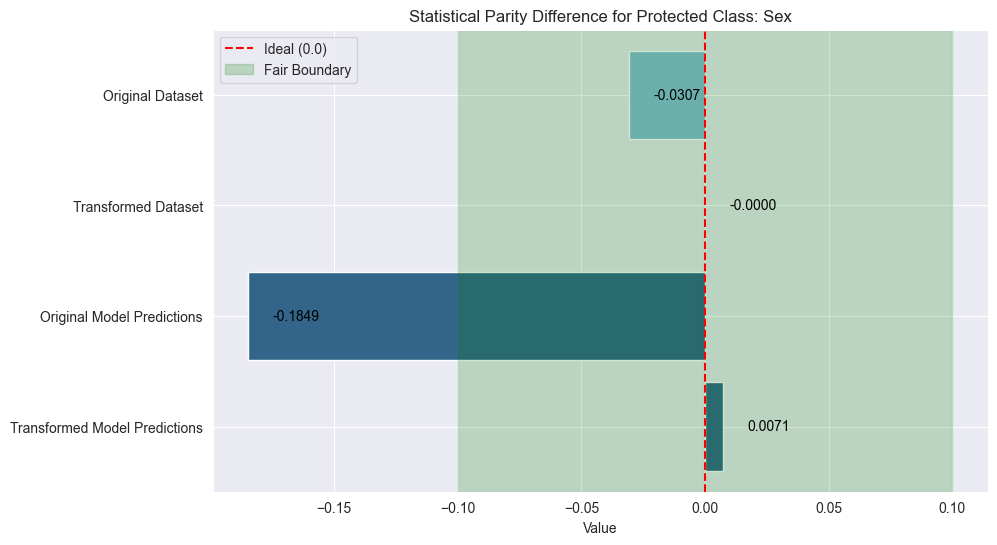 Statistical Parity Difference for Protected Class: Sex
Ideal (0.0)
Fair Boundary
Original Dataset
-0.0307
Transformed Dataset
-0.0000
Original Model Predictions
-0.1849
Transformed Model Predictions
0.0071
−0.15
−0.10
−0.05
0.00
0.05
0.10
Value